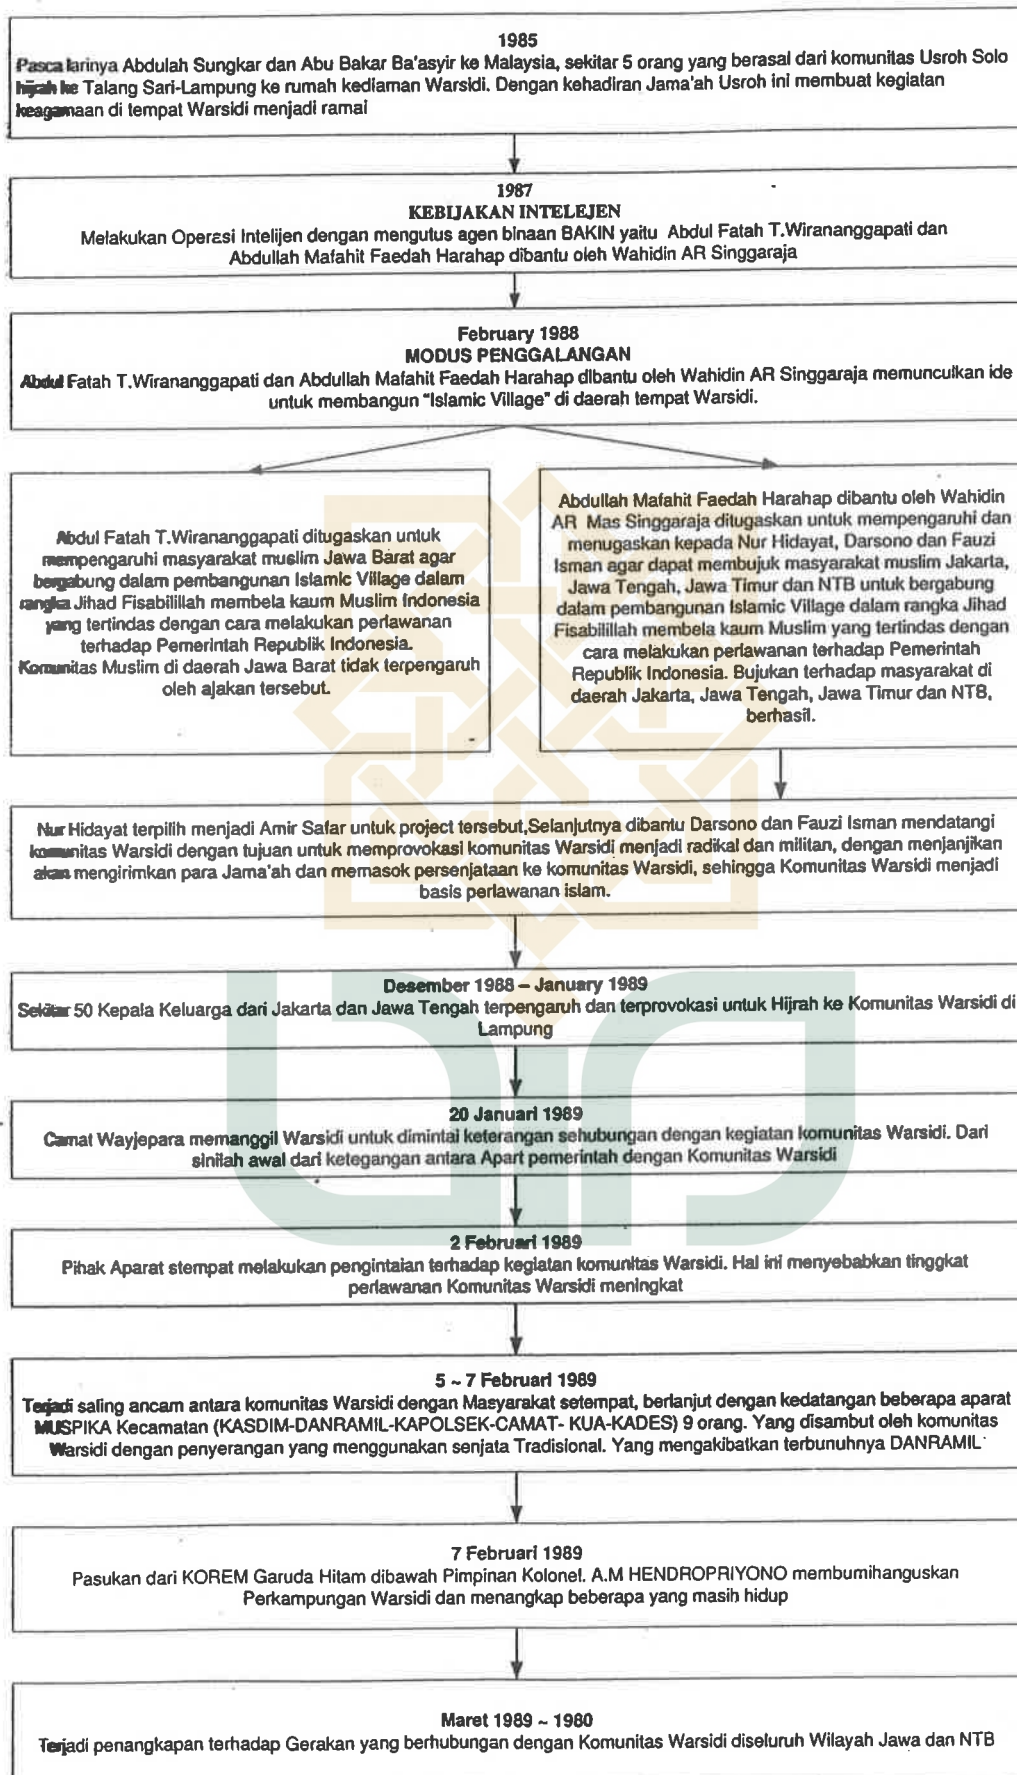 1985
Pasca larinya Abdulah Sungkar dan Abu Bakar Ba'asyir ke Malaysia, sekitar 5 orang yang berasal dari komunitas Usroh Solo
hijrah ke Talang Sari-Lampung ke rumah kediaman Warsidi. Dengan kehadiran Jama'ah Usroh ini membuat kegiatan
keagamaan di tempat Warsidi menjadi ramai
1987
KEBIJAKAN INTELEJEN
Melakukan Operasi Intelijen dengan mengutus agen binaan BAKIN yaitu Abdul Fatah T.Wirananggapati dan
Abdullah Mafahit Faedah Harahap dibantu oleh Wahidin AR Singgaraja
February 1988
MODUS PENGGALANGAN
Abdul Fatah T.Wirananggapati dan Abdullah Mafahit Faedah Harahap dibantu oleh Wahidin AR Singgaraja memunculkan ide
untuk membangun "Islamic Village" di daerah tempat Warsidi.
Abdul Fatah T.Wirananggapati ditugaskan untuk
mempengaruhi masyarakat muslim Jawa Barat agar
bergabung dalam pembangunan Islamic Village dalam
rangka Jihad Fisabilillah membela kaum Muslim Indonesia
yang tertindas dengan cara melakukan perlawanan
terhadap Pemerintah Republik Indonesia.
Komunitas Muslim di daerah Jawa Barat tidak terpengaruh
oleh ajakan tersebut.
Abdullah Mafahit Faedah Harahap dibantu oleh Wahidin
AR Mas Singgaraja ditugaskan untuk mempengaruhi dan
menugaskan kepada Nur Hidayat, Darsono dan Fauzi
Isman agar dapat membujuk masyarakat muslim Jakarta,
Jawa Tengah, Jawa Timur dan NTB untuk bergabung
dalam pembangunan Islamic Village dalam rangka Jihad
Fisabilillah membela kaum Muslim yang tertindas dengan
cara melakukan perlawanan terhadap Pemerintah
Republik Indonesia. Bujukan terhadap masyarakat di
daerah Jakarta, Jawa Tengah, Jawa Timur dan NTB,
berhasil.
Nur Hidayat terpilih menjadi Amir Safar untuk project tersebut,Selanjutnya dibantu Darsono dan Fauzi Isman mendatangi
komunitas Warsidi dengan tujuan untuk memprovokasi komunitas Warsidi menjadi radikal dan militan, dengan menjanjikan
akan mengirimkan para Jama'ah dan memasok persenjataan ke komunitas Warsidi, sehingga Komunitas Warsidi menjadi
basis perlawanan islam.
Desember 1988 – January 1989
Sekitar 50 Kepala Keluarga dari Jakarta dan Jawa Tengah terpengaruh dan terprovokasi untuk Hijrah ke Komunitas Warsidi di
Lampung
20 Januari 1989
Camat Wayjepara memanggil Warsidi untuk dimintai keterangan sehubungan dengan kegiatan komunitas Warsidi. Dari
sinilah awal dari ketegangan antara Apart pemerintah dengan Komunitas Warsidi
2 Februari 1989
Pihak Aparat stempat melakukan pengintaian terhadap kegiatan komunitas Warsidi. Hal ini menyebabkan tinggkat
perlawanan Komunitas Warsidi meningkat
5 ~ 7 Februari 1989
Terjadi saling ancam antara komunitas Warsidi dengan Masyarakat setempat, berlanjut dengan kedatangan beberapa aparat
MUSPIKA Kecamatan (KASDIM-DANRAMIL-KAPOLSEK-CAMAT- KUA-KADES) 9 orang. Yang disambut oleh komunitas
Warsidi dengan penyerangan yang menggunakan senjata Tradisional. Yang mengakibatkan terbunuhnya DANRAMIL
7 Februari 1989
Pasukan dari KOREM Garuda Hitam dibawah Pimpinan Kolonel. A.M HENDROPRIYONO membumihanguskan
Perkampungan Warsidi dan menangkap beberapa yang masih hidup
Maret 1989 ~ 1980
Terjadi penangkapan terhadap Gerakan yang berhubungan dengan Komunitas Warsidi diseluruh Wilayah Jawa dan NTB